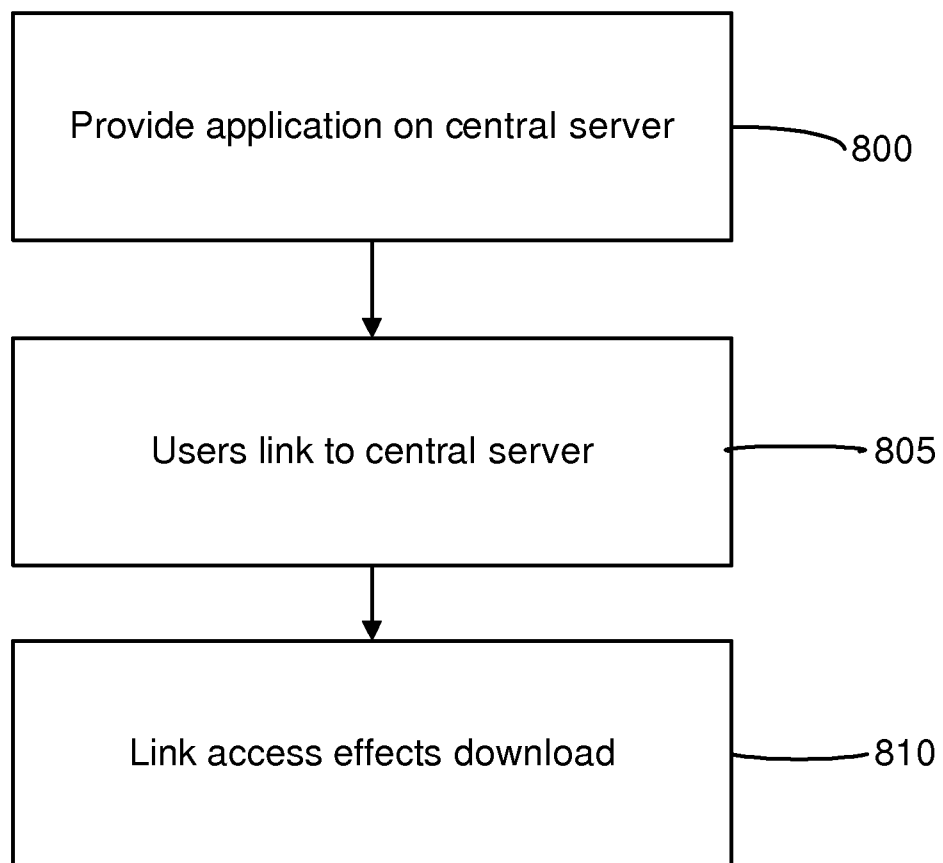 Provide application on central server
800
Users link to central server
805
Link access effects download
810